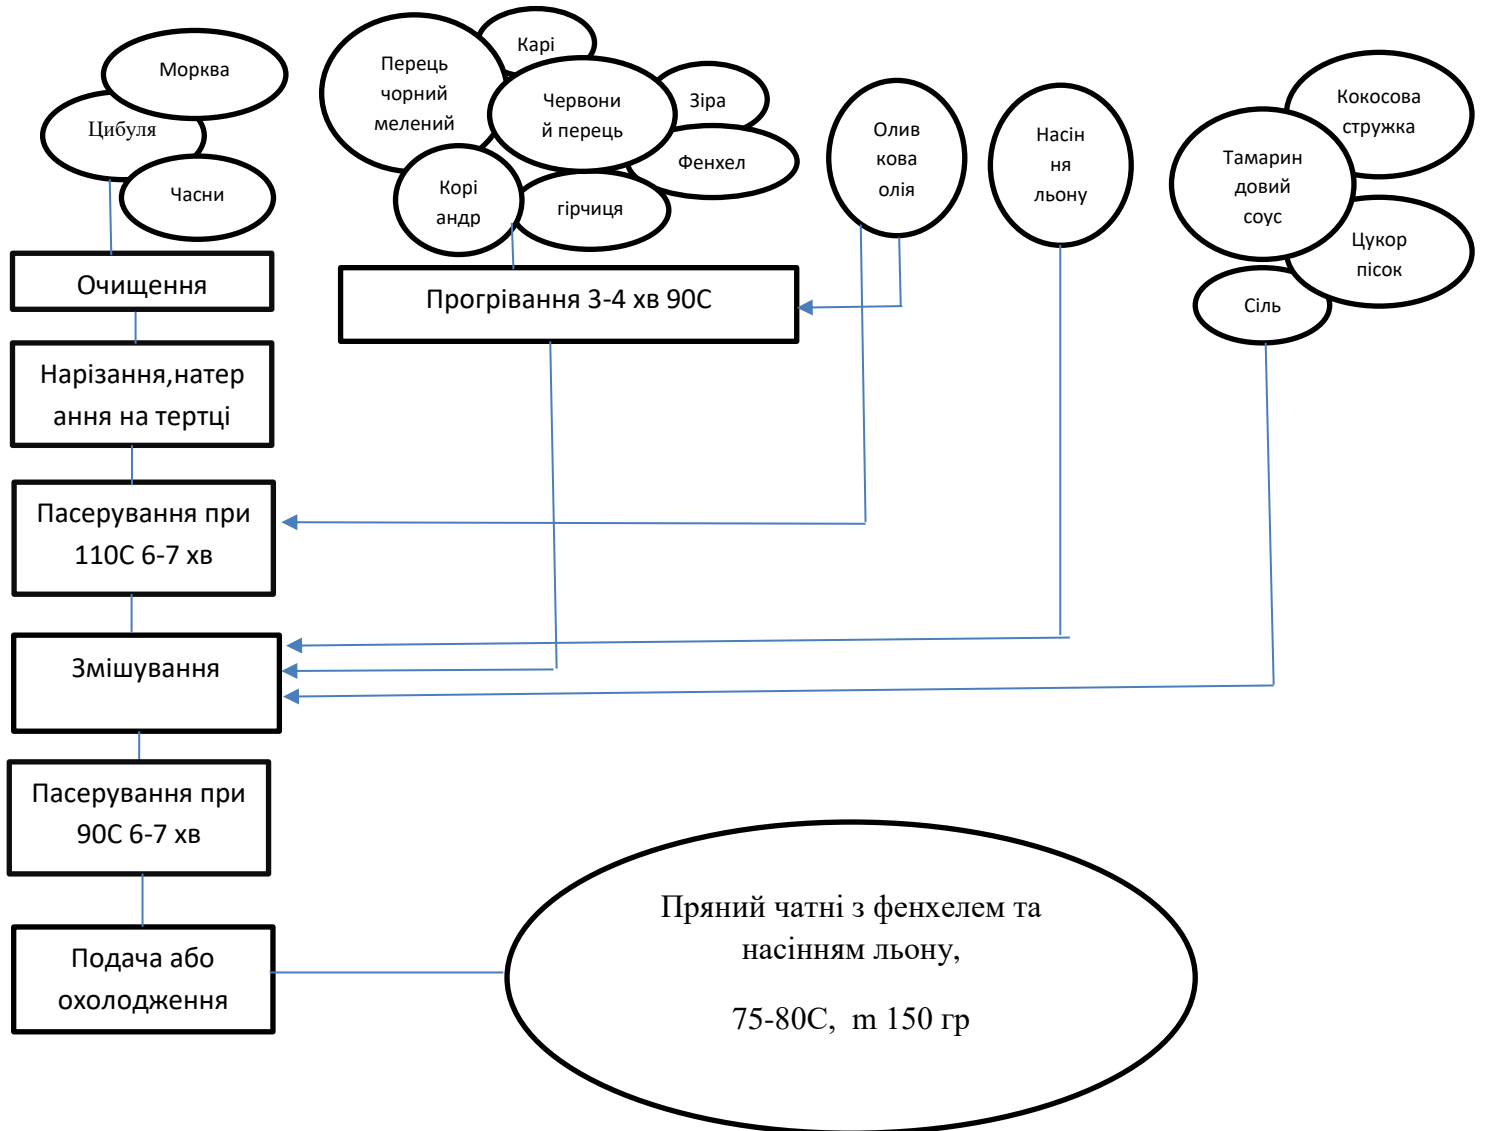 Морква
Цибуля
Часни
Перець
чорний
мелений
Карі
Червони
й перець
Зіра
Фенхел
Корі
андр
гірчиця
Олив
кова
олія
Насін
ня
льону
Кокосова
стружка
Тамарин
довий
соус
Цукор
пісок
Сіль
Очищення
Прогрівання 3-4 хв 90С
Нарізання,натер
ання на тертці
Пасерування при
110С 6-7 хв
Змішування
Пасерування при
90С 6-7 хв
Подача або
охолодження
Пряний чатні з фенхелем та
насінням льону,
75-80С, m 150 гр